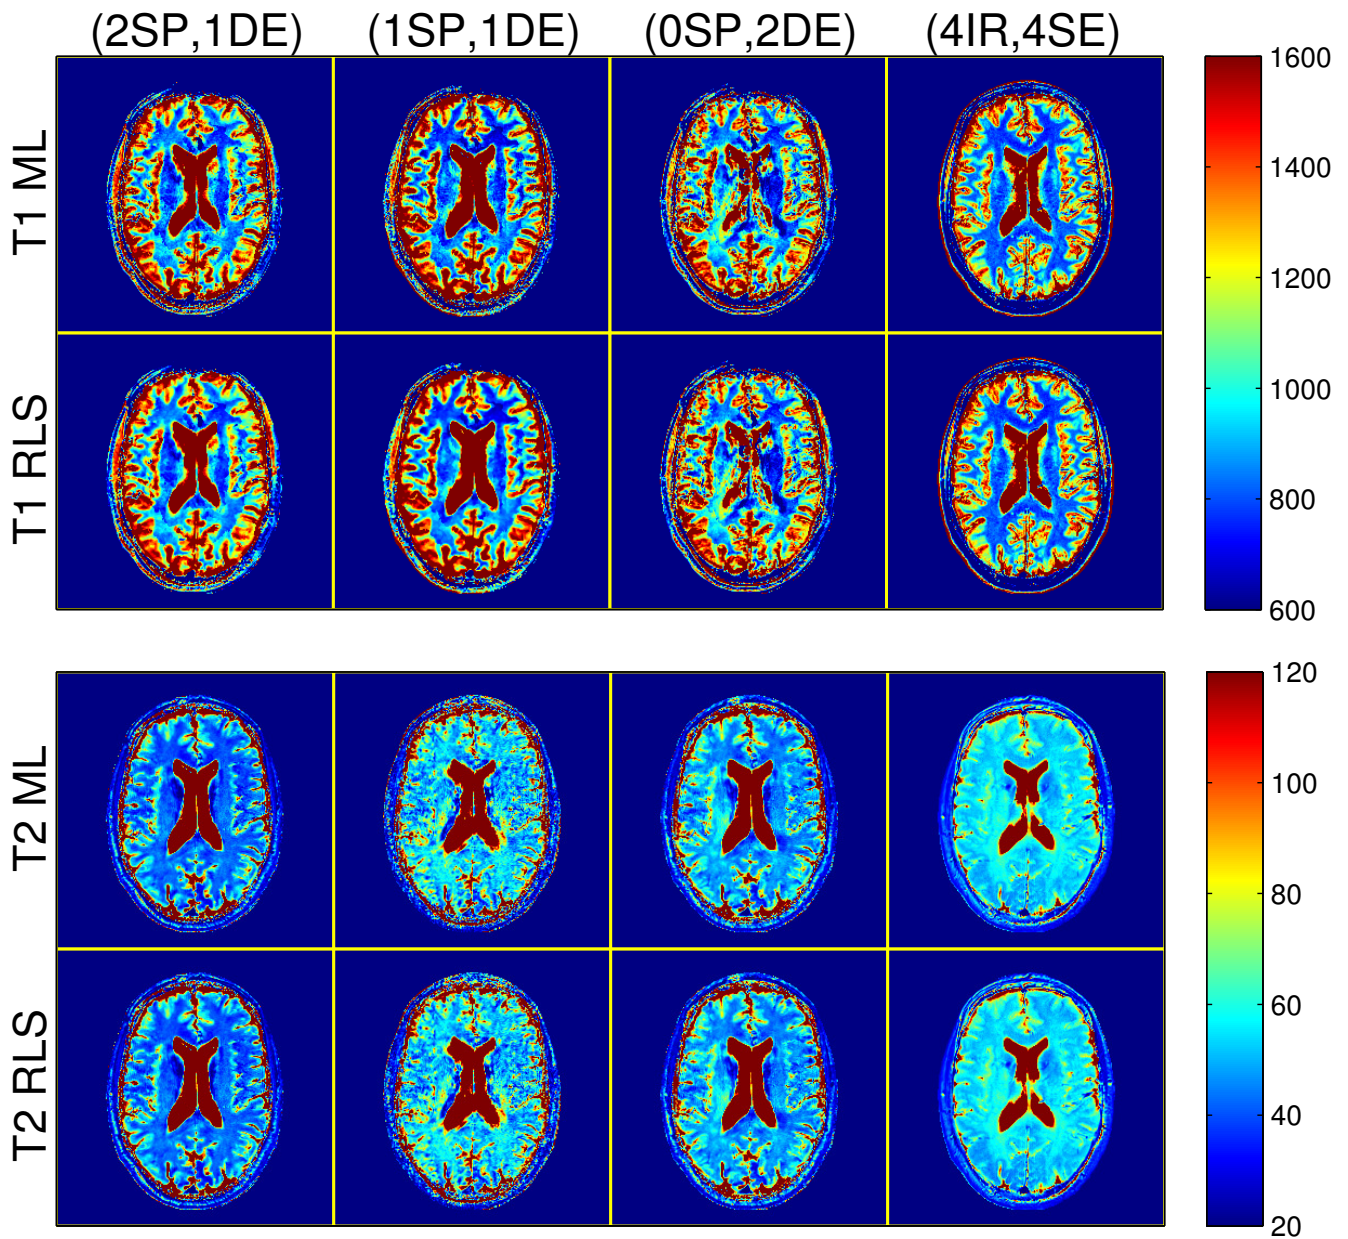 (2SP,1DE) (1SP,1DE) (0SP,2DE) (4IR,4SE)
T1 ML
T1 RLS
1600
1400
1200
1000
800
600
T2 ML
T2 RLS
120
100
80
60
40
20